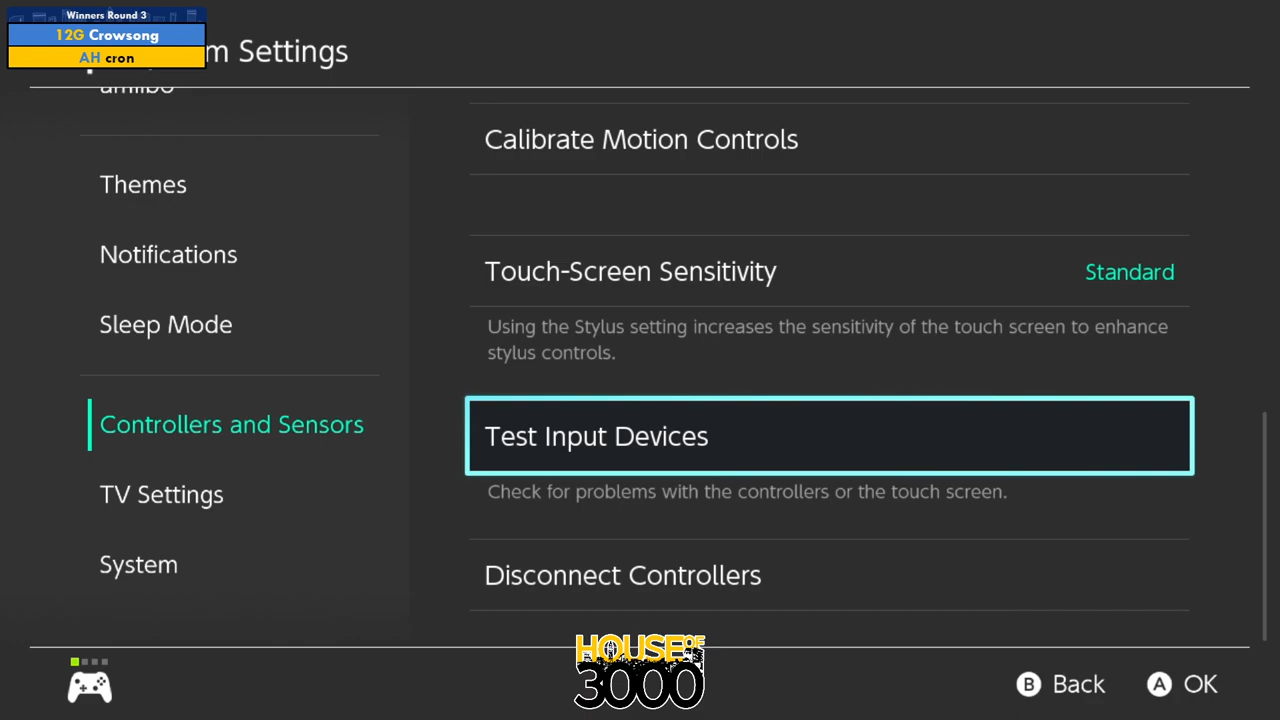 Winners Round 3
12G Crowsong
AH cron
m Settings
amiibo
Themes
Notifications
Sleep Mode
Controllers and Sensors
TV Settings
System
Calibrate Motion Controls
Touch-Screen Sensitivity Standard
Using the Stylus setting increases the sensitivity of the touch screen to enhance
stylus controls.
Test Input Devices
Check for problems with the controllers or the touch screen.
Disconnect Controllers
HOUSE OF
3000
B Back A OK